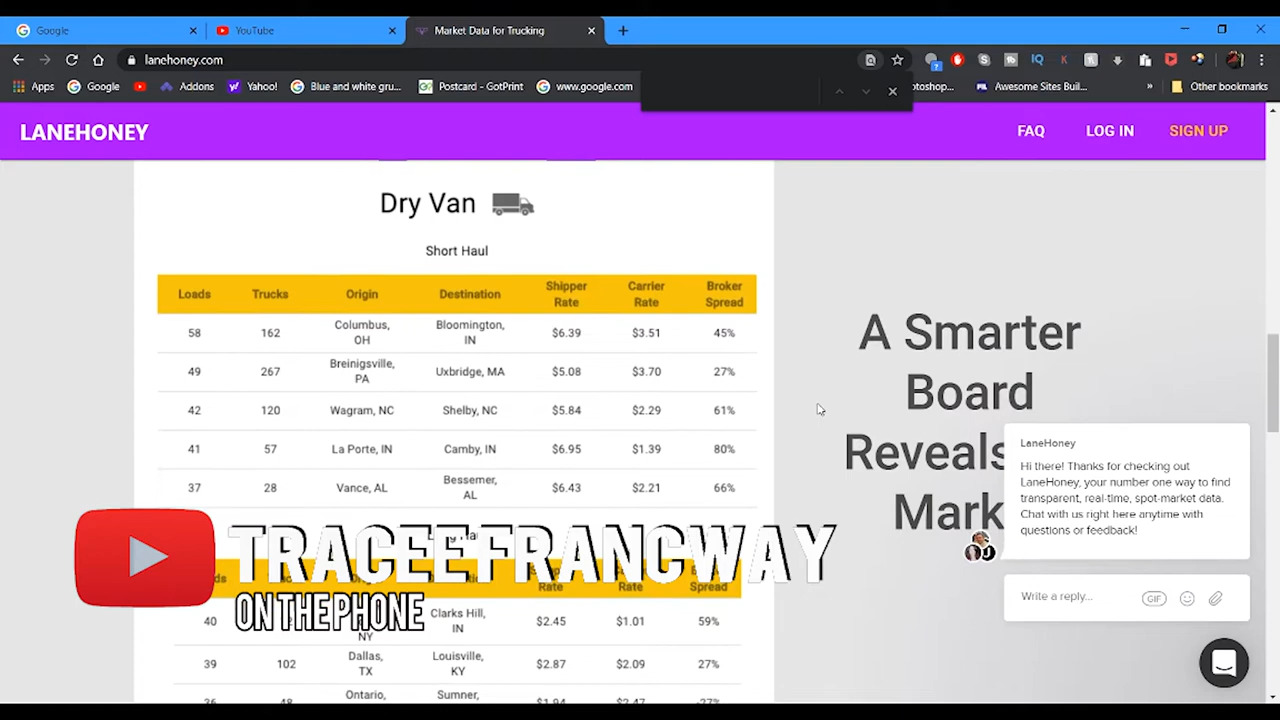 Google
YouTube
Market Data for Trucking
lanehoney.com
Apps
Google
Addons
Yahoo!
Blue and white gru...
Postcard - GotPrint
www.google.com
otoshop...
Awesome Sites Buil...
»
Other bookmarks
LANEHONEY
FAQ
LOG IN
SIGN UP
Dry Van
Short Haul
Loads Trucks Origin Destination Shipper Rate Carrier Rate Broker Spread
58 162 Columbus, OH Bloomington, IN $6.39 $3.51 45%
49 267 Breinigsville, PA Uxbridge, MA $5.08 $3.70 27%
42 120 Wagram, NC Shelby, NC $5.84 $2.29 61%
41 57 La Porte, IN Camby, IN $6.95 $1.39 80%
37 28 Vance, AL Bessemer, AL $6.43 $2.21 66%
TRACEE FRANCWAY
ON THE PHONE
Rate Rate Spread
40 NY Clarks Hill, IN $2.45 $1.01 59%
39 102 Dallas, TX Louisville, KY $2.87 $2.09 27%
36 48 Ontario, Sumner, $1.94 $2.47 -27%
A Smarter
Board
Reveals
Mark
LaneHoney
Hi there! Thanks for checking out
LaneHoney, your number one way to find
transparent, real-time, spot-market data.
Chat with us right here anytime with
questions or feedback!
Write a reply...
GIF